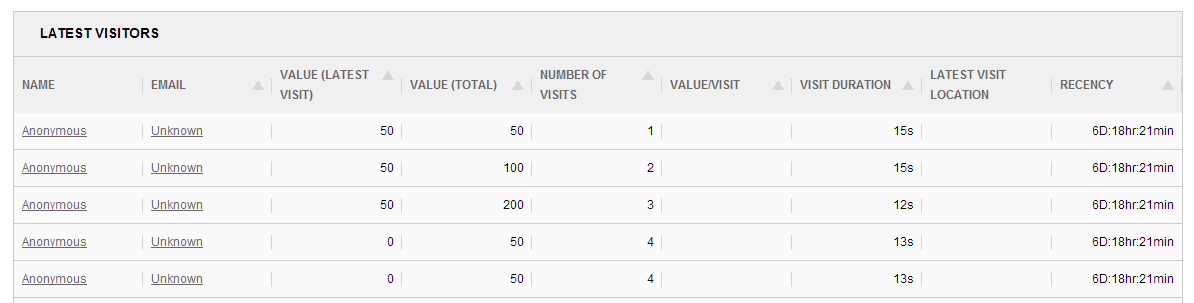 LATEST VISITORS
NAME EMAIL VALUE (LATEST VISIT) VALUE (TOTAL) NUMBER OF VISITS VALUE/VISIT VISIT DURATION LATEST VISIT LOCATION RECENCY
Anonymous Unknown 50 50 1 15s 6D:18hr:21min
Anonymous Unknown 50 100 2 15s 6D:18hr:21min
Anonymous Unknown 50 200 3 12s 6D:18hr:21min
Anonymous Unknown 0 50 4 13s 6D:18hr:21min
Anonymous Unknown 0 50 4 13s 6D:18hr:21min